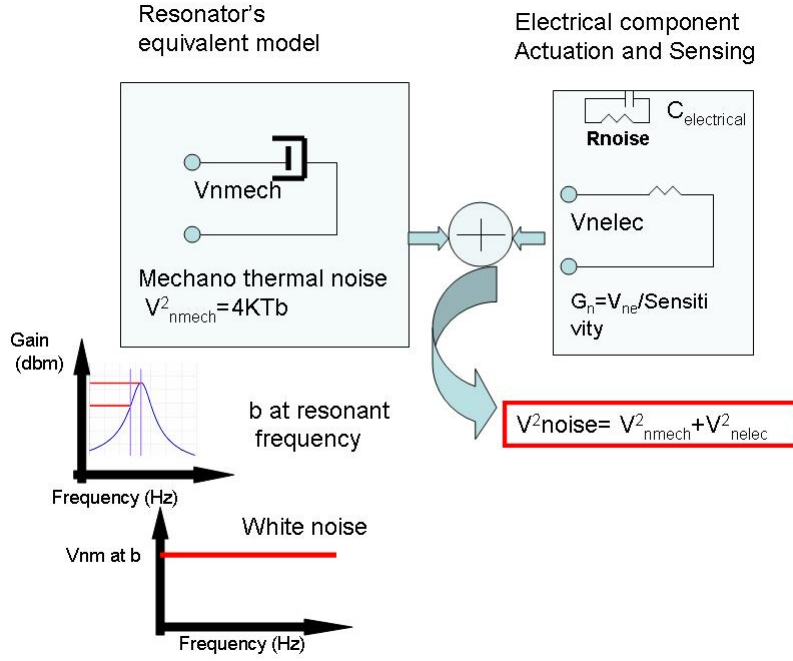 Resonator's
equivalent model
Electrical component
Actuation and Sensing
Vnmech
Mechano thermal noise
V²nmech=4KTb
Celectrical
Rnoise
Vnelec
Gn=Vne/Sensiti
vity
Gain
(dbm)
b at resonant
frequency
Frequency (Hz)
V²noise= V²nmech+V²nelec
White noise
Vnm at b
Frequency (Hz)